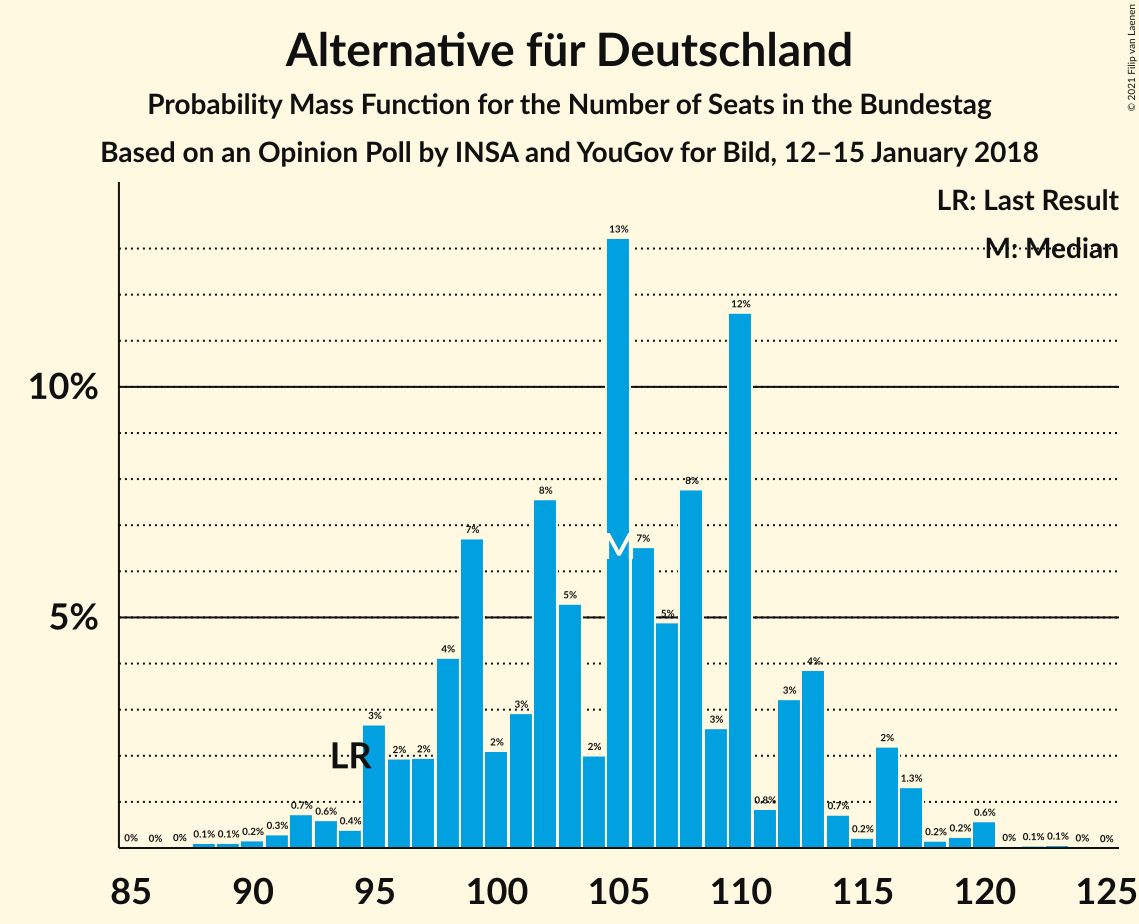 Alternative für Deutschland
Probability Mass Function for the Number of Seats in the Bundestag
Based on an Opinion Poll by INSA and YouGov for Bild, 12–15 January 2018
© 2021 Filip van Laenen
LR: Last Result
M: Median
10%
5%
0% 0% 0% 0.1% 0.1% 0.2% 0.3% 0.7% 0.6% 0.4% 3% 2% 2% 4% 7% 2% 3% 8% 5% 2% 13% 7% 5% 8% 3% 12% 0.8% 3% 4% 0.7% 0.2% 2% 1.3% 0.2% 0.2% 0.6% 0% 0.1% 0.1% 0% 0%
LR
M
85 90 95 100 105 110 115 120 125